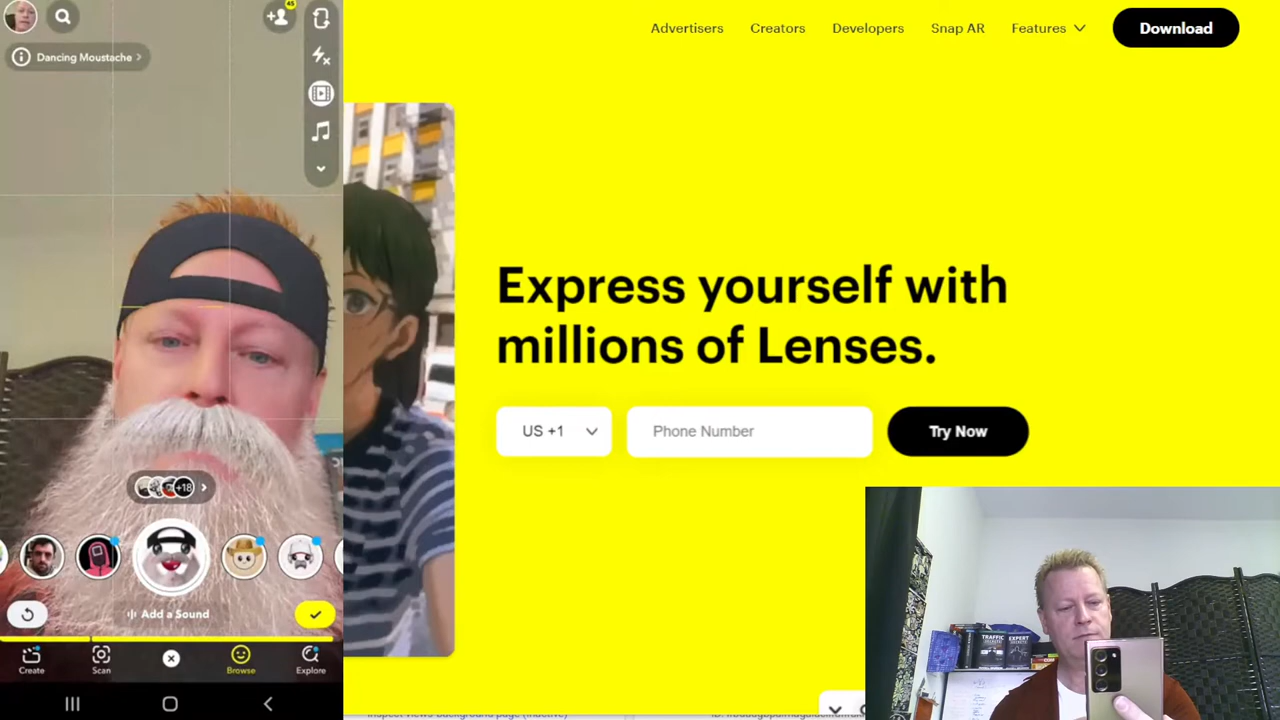 45
Dancing Moustache
+18
Add a Sound
Create
Scan
Browse
Explore
Advertisers
Creators
Developers
Snap AR
Features
Download
Express yourself with
millions of Lenses.
US +1
Phone Number
Try Now
TRAFFIC
EXPERT